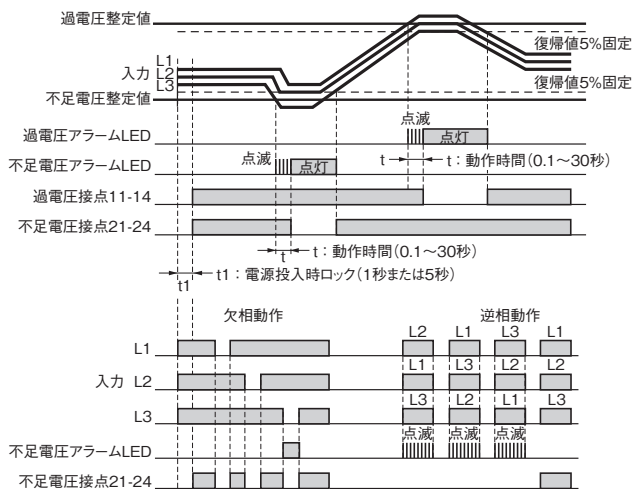 過電圧整定値
復帰値5%固定
L1
入力 L2
L3
復帰値5%固定
不足電圧整定値
点滅
過電圧アラームLED
点灯
t
t：動作時間（0.1～30秒）
点滅
不足電圧アラームLED
点灯
過電圧接点11-14
不足電圧接点21-24
t
t：動作時間（0.1～30秒）
t1
t1：電源投入時ロック（1秒または5秒）
欠相動作
逆相動作
L1
L2 L1 L3 L1
入力 L2
L1 L3 L2 L2
L3
L3 L2 L1 L3
点滅 点滅 点滅
不足電圧アラームLED
不足電圧接点21-24